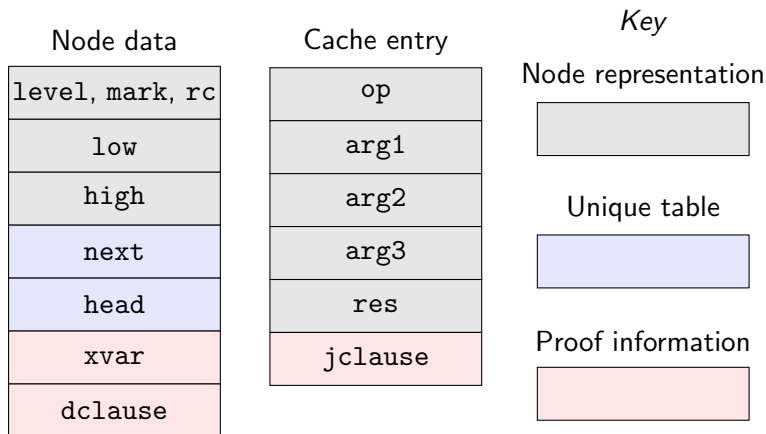 Node data
level, mark, rc
low
high
next
head
xvar
dclause
Cache entry
op
arg1
arg2
arg3
res
jclause
Key
Node representation
Unique table
Proof information